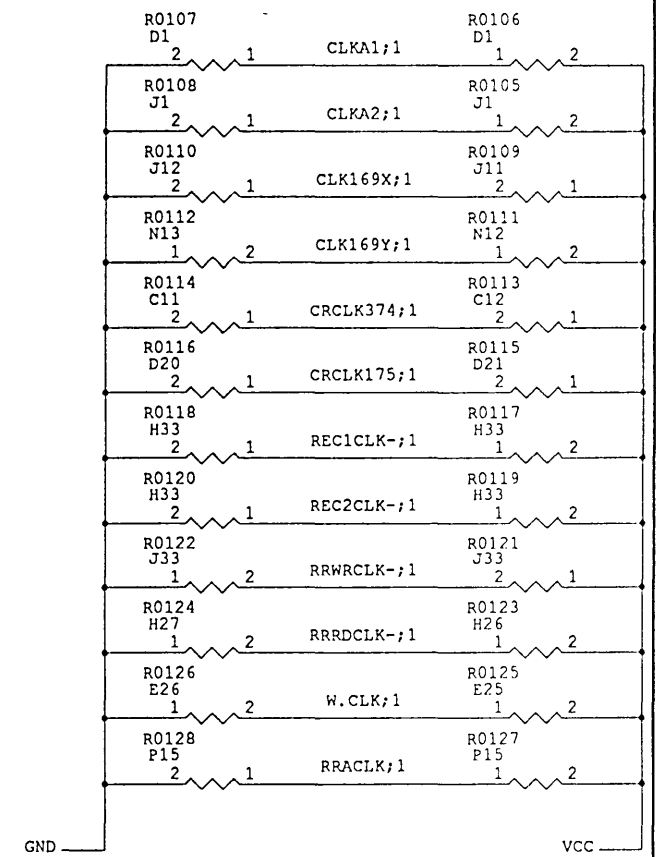 R0107 R0106
D1 D1
2 1 CLKA1;1 1 2
R0108 R0105
J1 J1
2 1 CLKA2;1 1 2
R0110 R0109
J12 J11
2 1 CLK169X;1 2 1
R0112 R0111
N13 N12
1 2 CLK169Y;1 1 2
R0114 R0113
C11 C12
2 1 CRCLK374;1 2 1
R0116 R0115
D20 D21
2 1 CRCLK175;1 2 1
R0118 R0117
H33 H33
2 1 REC1CLK-;1 1 2
R0120 R0119
H33 H33
2 1 REC2CLK-;1 1 2
R0122 R0121
J33 J33
1 2 RRWRCLK-;1 2 1
R0124 R0123
H27 H26
1 2 RRRDCLK-;1 1 2
R0126 R0125
E26 E25
1 2 W.CLK;1 1 2
R0128 R0127
P15 P15
2 1 RRACLK;1 1 2
GND VCC